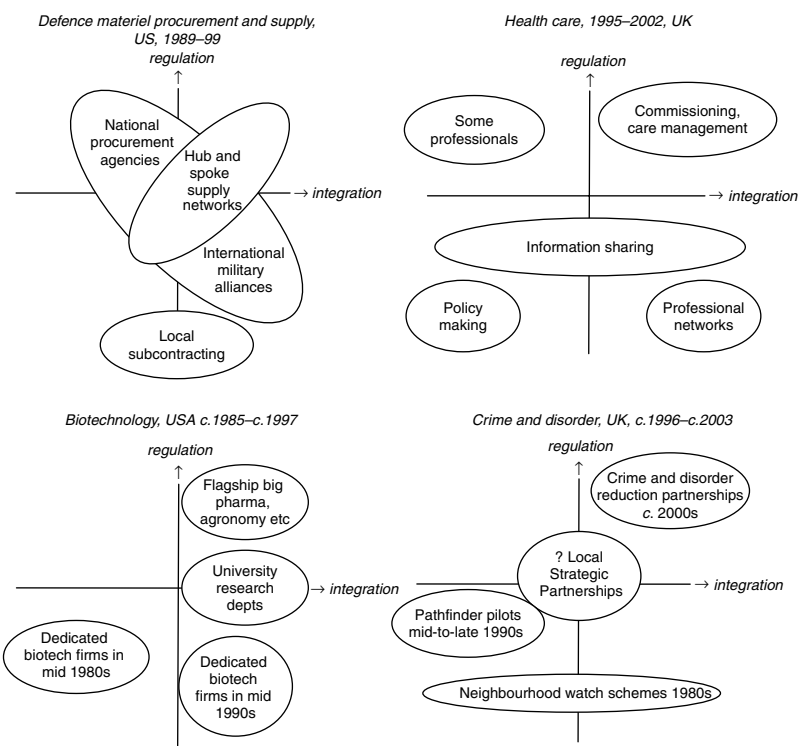 Defence materiel procurement and supply,
US, 1989–99
regulation
National
procurement
agencies
Hub and
spoke
supply
networks
→ integration
International
military
alliances
Local
subcontracting
Health care, 1995–2002, UK
regulation
Some
professionals
Commissioning,
care management
→ integration
Information sharing
Policy
making
Professional
networks
Biotechnology, USA c.1985–c.1997
regulation
Flagship big
pharma,
agronomy etc
University
research
depts
→ integration
Dedicated
biotech firms in
mid 1980s
Dedicated
biotech
firms in mid
1990s
Crime and disorder, UK, c.1996–c.2003
regulation
Crime and disorder
reduction partnerships
c. 2000s
? Local
Strategic
Partnerships
→ integration
Pathfinder pilots
mid-to-late 1990s
Neighbourhood watch schemes 1980s